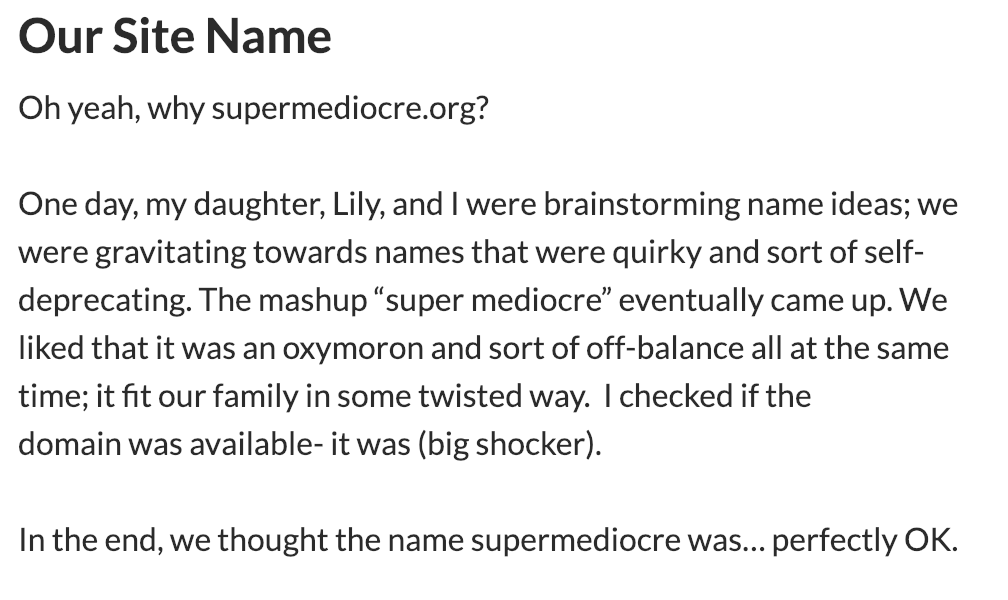 Our Site Name
Oh yeah, why supermediocre.org?
One day, my daughter, Lily, and I were brainstorming name ideas; we
were gravitating towards names that were quirky and sort of self-
deprecating. The mashup “super mediocre” eventually came up. We
liked that it was an oxymoron and sort of off-balance all at the same
time; it fit our family in some twisted way.  I checked if the
domain was available- it was (big shocker).
In the end, we thought the name supermediocre was... perfectly OK.